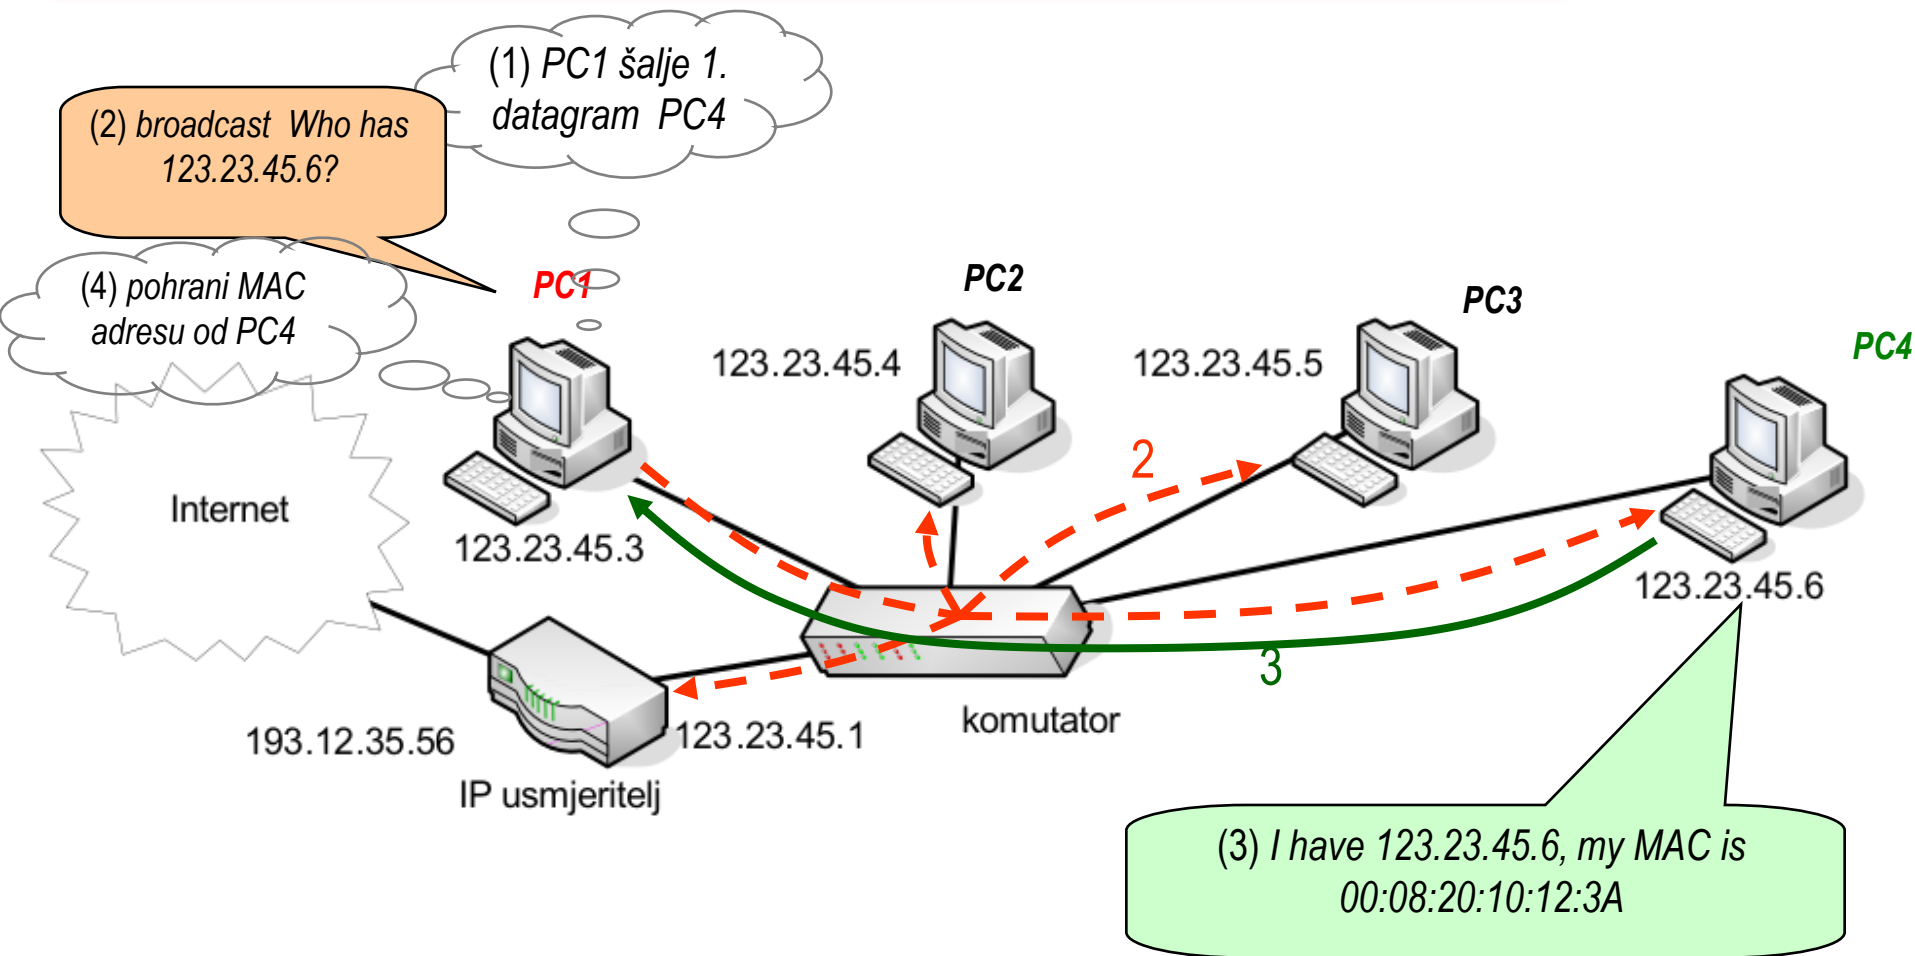 (1) PC1 šalje 1.
datagram PC4
(2) broadcast Who has
123.23.45.6?
(4) pohrani MAC
adresu od PC4
PC1
PC2
PC3
PC4
123.23.45.4
123.23.45.5
2
Internet
123.23.45.3
123.23.45.6
3
komutator
193.12.35.56
123.23.45.1
IP usmjeritelj
(3) I have 123.23.45.6, my MAC is
00:08:20:10:12:3A